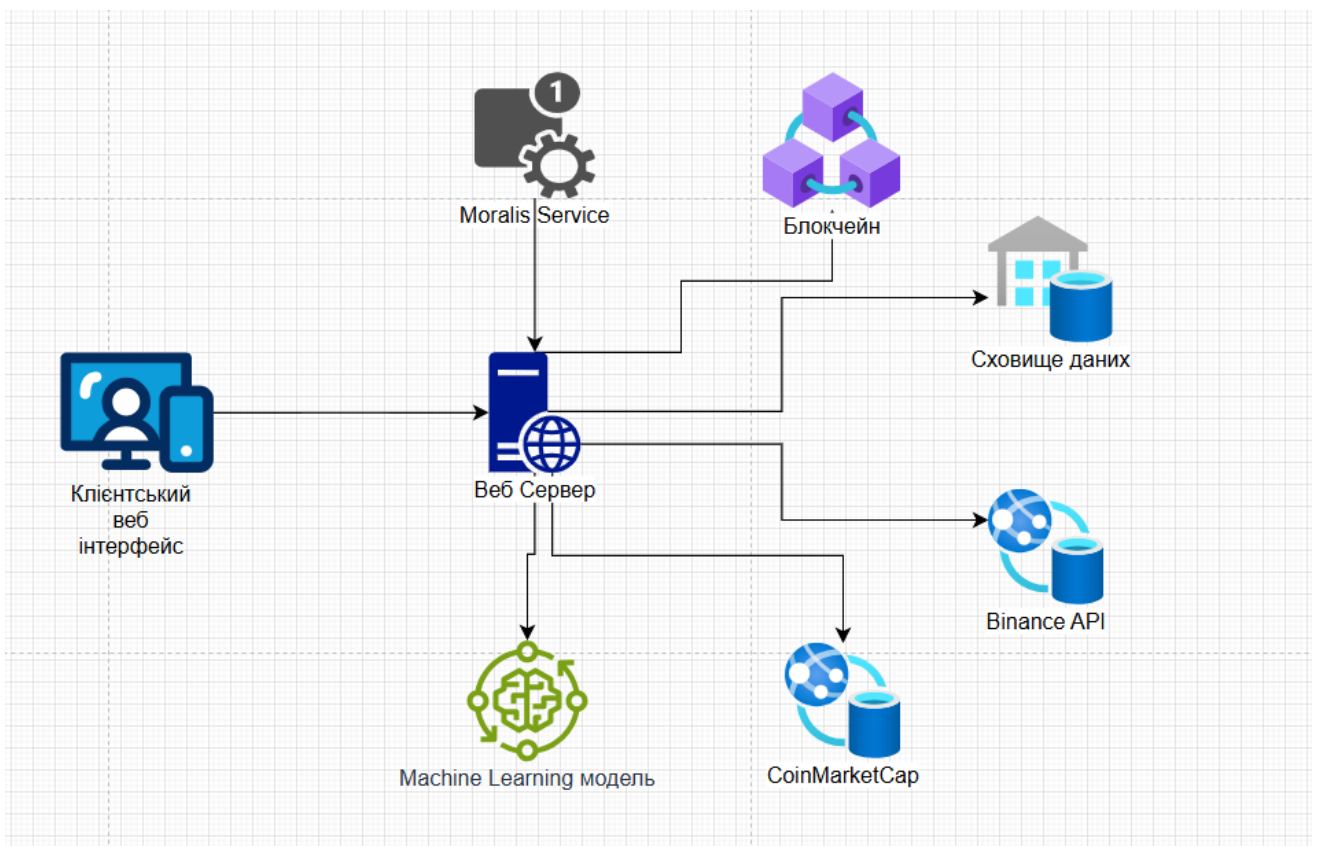 1
Moralis Service
Блокчейн
Сховище даних
Клієнтський
веб
інтерфейс
Веб Сервер
Binance API
Machine Learning модель
CoinMarketCap